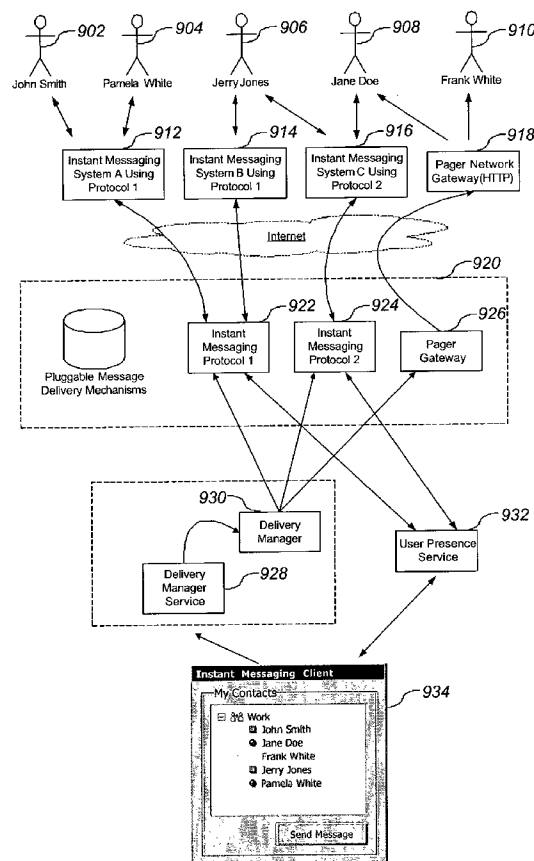 902
904
906
908
910
John Smith
Pamela White
Jerry Jones
Jane Doe
Frank White
912
914
916
918
Instant Messaging
System A Using
Protocol 1
Instant Messaging
System B Using
Protocol 1
Instant Messaging
System C Using
Protocol 2
Pager Network
Gateway(HTTP)
Internet
920
922
924
926
Pluggable Message
Delivery Mechanisms
Instant
Messaging
Protocol 1
Instant
Messaging
Protocol 2
Pager
Gateway
930
Delivery
Manager
932
User Presence
Service
928
Delivery
Manager
Service
934
Instant Messaging Client
My Contacts
Work
John Smith
Jane Doe
Frank White
Jerry Jones
Pamela White
Send Message